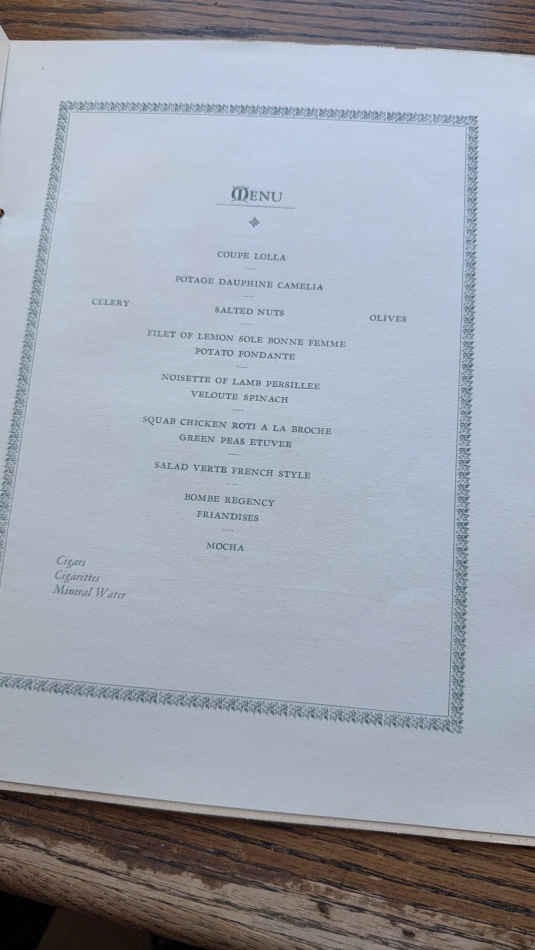 MENU
COUPE LOLLA
POTAGE DAUPHINE CAMELIA
CELERY SALTED NUTS OLIVES
FILET OF LEMON SOLE BONNE FEMME
POTATO FONDANTE
NOISETTE OF LAMB PERSILLEE
VELOUTE SPINACH
SQUAB CHICKEN ROTI A LA BROCHE
GREEN PEAS ETUVER
SALAD VERTE FRENCH STYLE
BOMBE REGENCY
FRIANDISES
MOCHA
Cigars
Cigarettes
Mineral Water